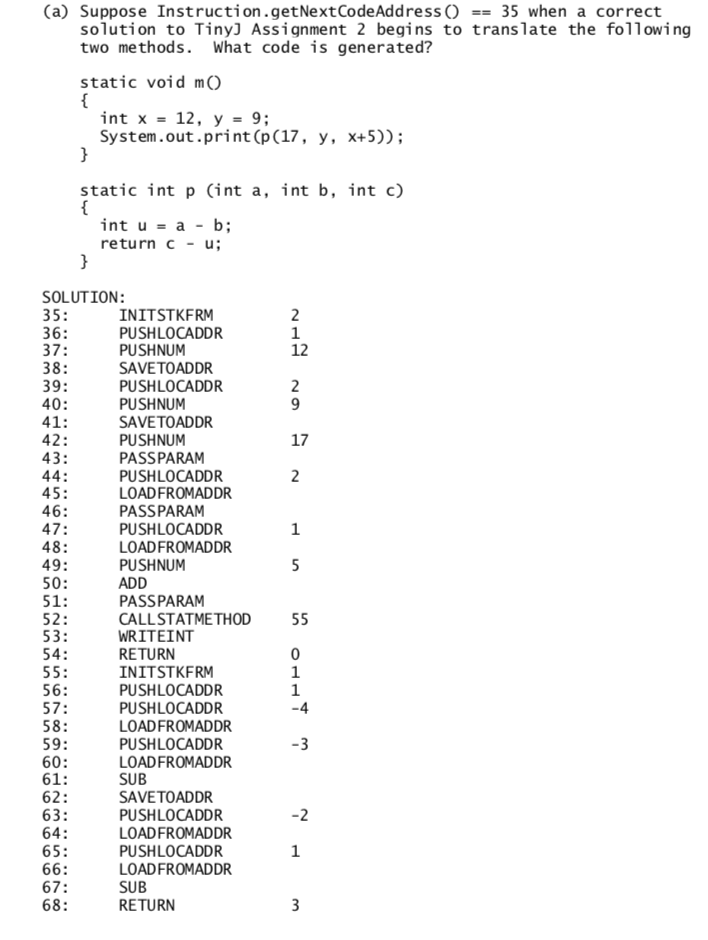 (a) Suppose Instruction.getNextCodeAddress() == 35 when a correct
solution to TinyJ Assignment 2 begins to translate the following
two methods. What code is generated?
static void m()
{
int x = 12, y = 9;
System.out.print(p(17, y, x+5));
}
static int p (int a, int b, int c)
{
int u = a - b;
return c - u;
}
SOLUTION:
35: INITSTKFRM 2
36: PUSHLOCADDR 1
37: PUSHNUM 12
38: SAVETOADDR
39: PUSHLOCADDR 2
40: PUSHNUM 9
41: SAVETOADDR
42: PUSHNUM 17
43: PASSPARAM
44: PUSHLOCADDR 2
45: LOADFROMADDR
46: PASSPARAM
47: PUSHLOCADDR 1
48: LOADFROMADDR
49: PUSHNUM 5
50: ADD
51: PASSPARAM
52: CALLSTATMETHOD 55
53: WRITEINT
54: RETURN 0
55: INITSTKFRM 1
56: PUSHLOCADDR 1
57: PUSHLOCADDR -4
58: LOADFROMADDR
59: PUSHLOCADDR -3
60: LOADFROMADDR
61: SUB
62: SAVETOADDR
63: PUSHLOCADDR -2
64: LOADFROMADDR
65: PUSHLOCADDR 1
66: LOADFROMADDR
67: SUB
68: RETURN 3